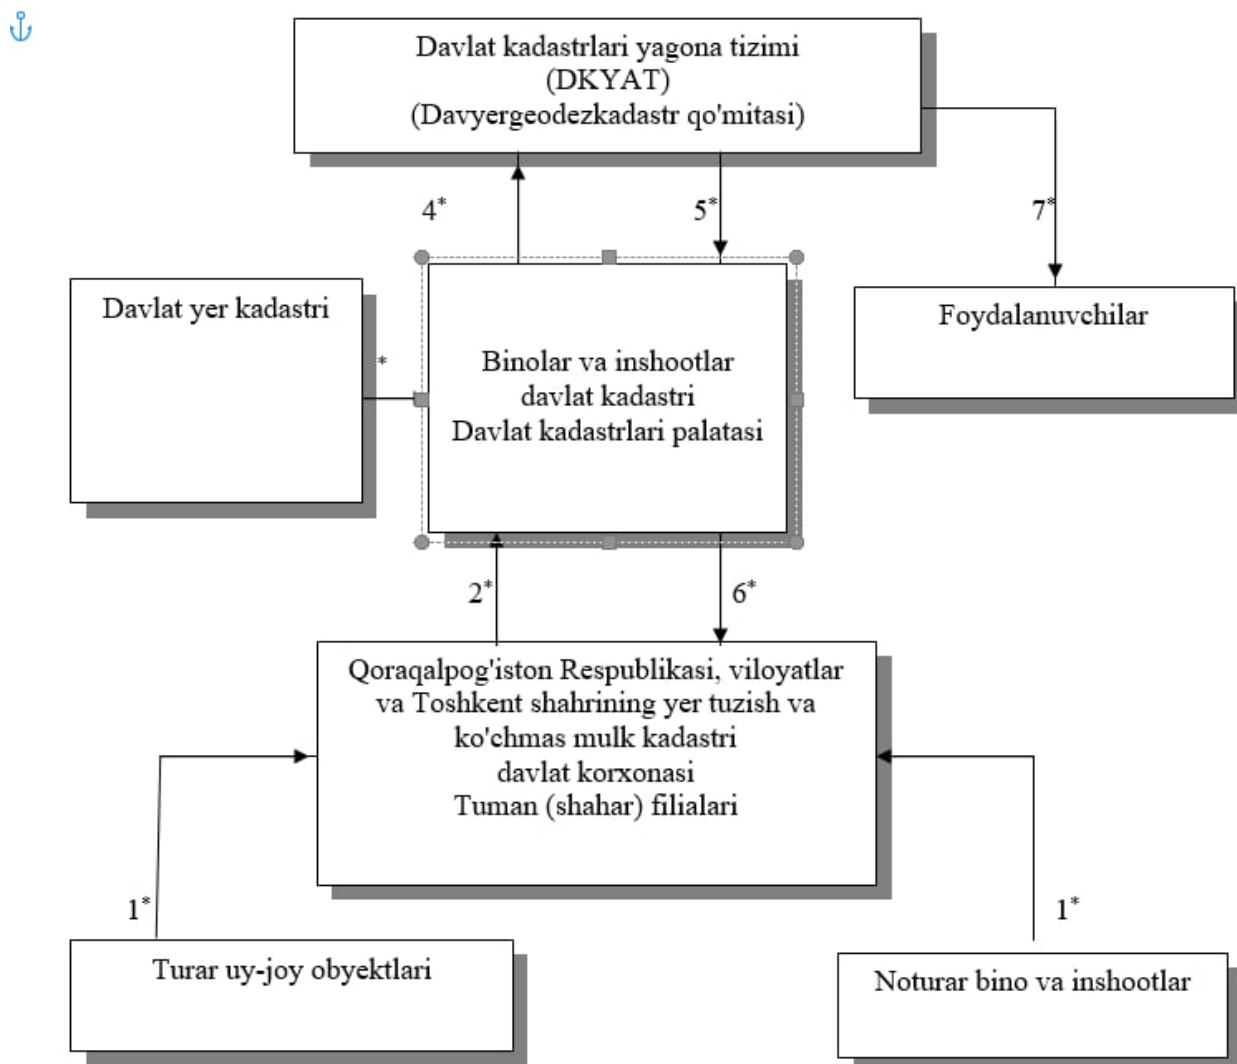 Davlat kadastrlari yagona tizimi
(DKYAT)
(Davyergeodezkadastr qo'mitasi)
4*
5*
7*
Davlat yer kadastri
*
Binolar va inshootlar
davlat kadastri
Davlat kadastrlari palatasi
Foydalanuvchilar
2*
6*
Qoraqalpog'iston Respublikasi, viloyatlar
va Toshkent shahrining yer tuzish va
ko'chmas mulk kadastri
davlat korxonasi
Tuman (shahar) filialari
1*
1*
Turar uy-joy obyektlari
Noturar bino va inshootlar